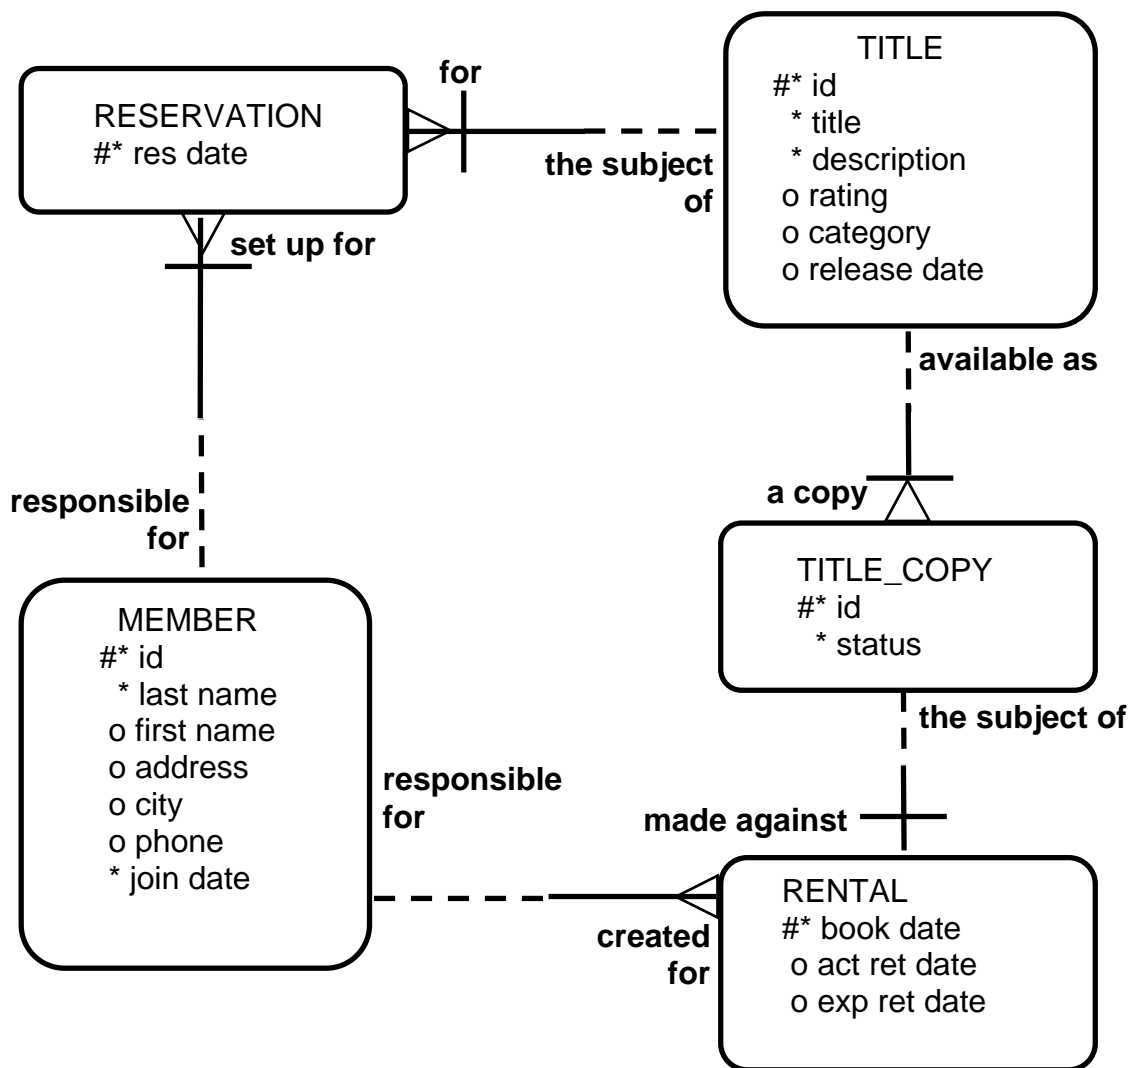 TITLE
#* id
* title
* description
o rating
o category
o release date
for
RESERVATION
#* res date
the subject
of
set up for
available as
responsible
for
a copy
TITLE_COPY
#* id
* status
MEMBER
#* id
* last name
o first name
o address
o city
o phone
* join date
the subject of
responsible
for
made against
created
for
RENTAL
#* book date
o act ret date
o exp ret date